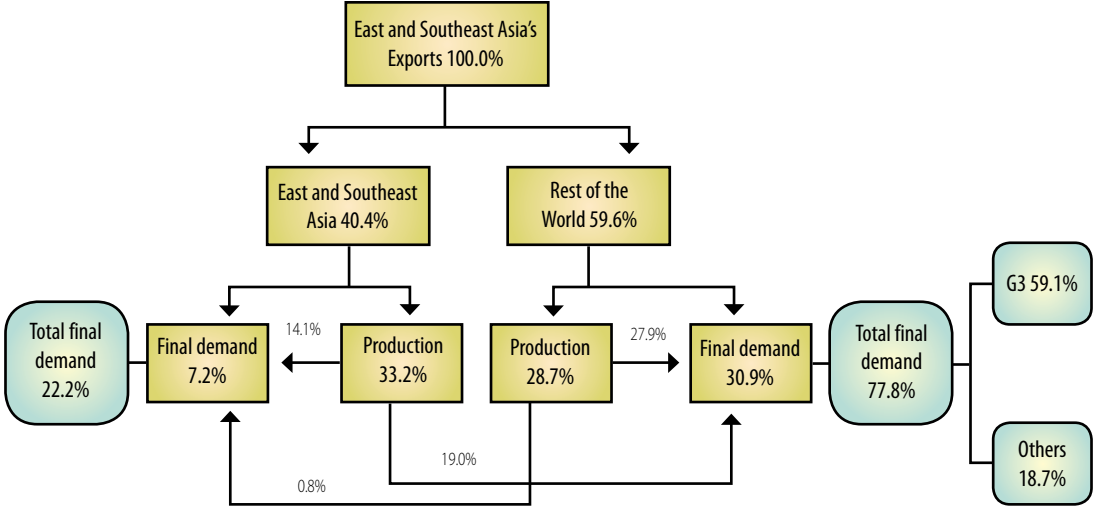 East and Southeast Asia's
Exports 100.0%
East and Southeast
Asia 40.4%
Rest of the
World 59.6%
G3 59.1%
Total final
demand
22.2%
Final demand
7.2%
14.1%
Production
33.2%
Production
28.7%
27.9%
Final demand
30.9%
Total final
demand
77.8%
19.0%
0.8%
Others
18.7%